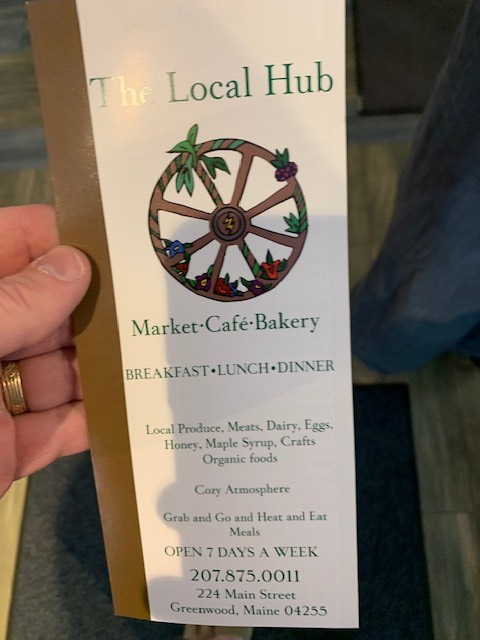 The Local Hub
Market·Café·Bakery
BREAKFAST•LUNCH•DINNER
Local Produce, Meats, Dairy, Eggs,
Honey, Maple Syrup, Crafts
Organic foods
Cozy Atmosphere
Grab and Go and Heat and Eat
Meals
OPEN 7 DAYS A WEEK
207.875.0011
224 Main Street
Greenwood, Maine 04255